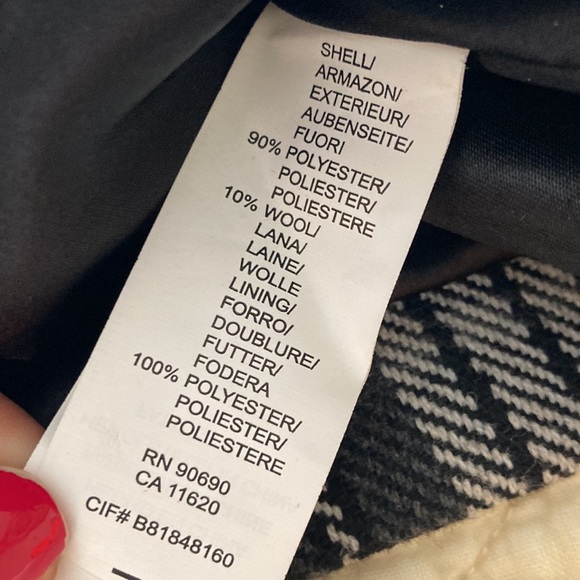 SHELL/
ARMAZON/
EXTERIEUR/
AUBENSEITE/
FUORI
90% POLYESTER/
POLIESTER/
POLIESTERE
10% WOOL/
LANA/
LAINE/
WOLLE
LINING/
FORRO/
DOUBLURE/
FUTTER/
FODERA
100% POLYESTER/
POLIESTER/
POLIESTERE
RN 90690
CA 11620
CIF# B81848160